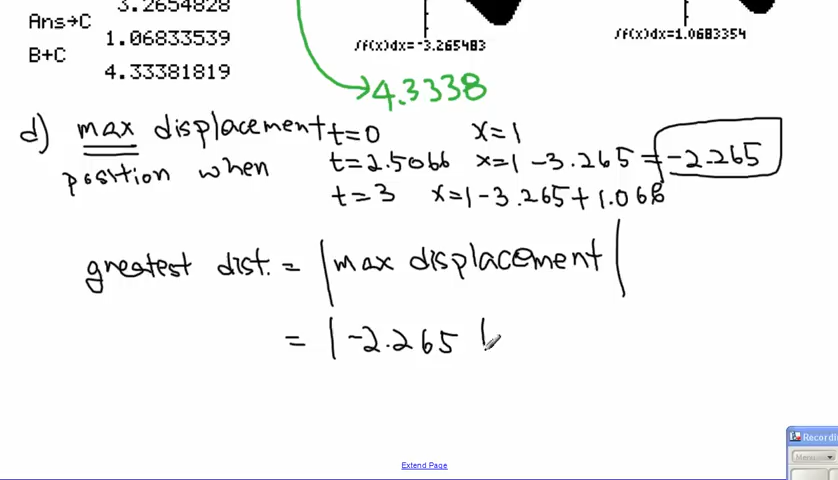 3.2654828
Ans→C
1.06833539
B+C
4.33381819
∫f(x)dx=-3.265483
∫f(x)dx=1.0683354
4.3338
d) max displacement t=0 x=1
position when t=2.5066 x=1-3.265=-2.265
t=3 x=1-3.265+1.068
greatest dist. = |max displacement|
= |-2.265|
Extend Page
Recordin
Menu